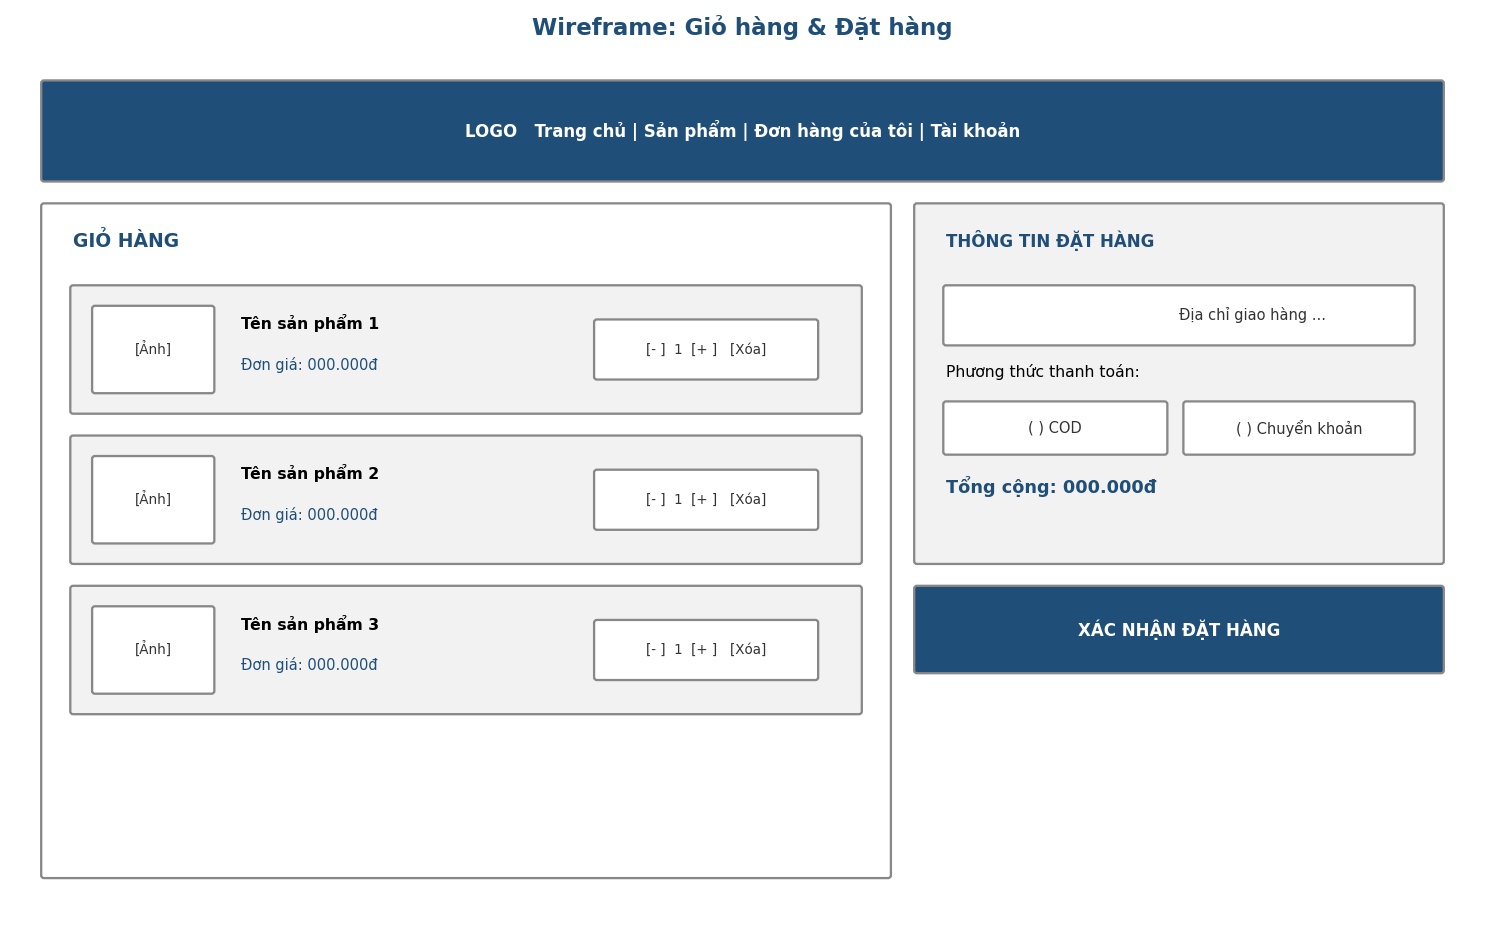 Wireframe: Giỏ hàng & Đặt hàng
LOGO   Trang chủ | Sản phẩm | Đơn hàng của tôi | Tài khoản
GIỎ HÀNG
[Ảnh]
Tên sản phẩm 1
Đơn giá: 000.000đ
[- ]  1  [+ ]   [Xóa]
[Ảnh]
Tên sản phẩm 2
Đơn giá: 000.000đ
[- ]  1  [+ ]   [Xóa]
[Ảnh]
Tên sản phẩm 3
Đơn giá: 000.000đ
[- ]  1  [+ ]   [Xóa]
THÔNG TIN ĐẶT HÀNG
Địa chỉ giao hàng ...
Phương thức thanh toán:
( ) COD
( ) Chuyển khoản
Tổng cộng: 000.000đ
XÁC NHẬN ĐẶT HÀNG